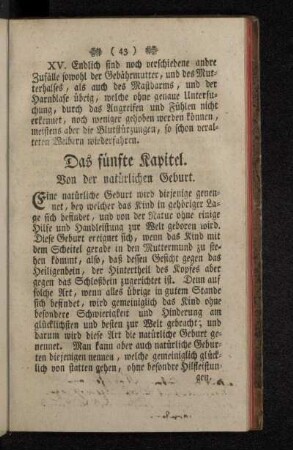 ( 43 )
XV. Endlich sind noch verschiedene andre
Zufälle sowohl der Gebährmutter, und des Mut-
terhalses, als auch des Mastdarms, und der
Harnblase übrig, welche ohne genaue Untersu-
chung, durch das Angreifen und Fühlen nicht
erkennet, noch weniger gehoben werden können,
meistens aber die Blutstürzungen, so schon veral-
teten Weibern wiederfahren.
Das fünfte Kapitel.
Von der natürlichen Geburt.
Eine natürliche Geburt wird diejenige genen-
net, bey welcher das Kind in gehöriger La-
ge sich befindet, und von der Natur ohne einige
Hilfe und Handleistung zur Welt geboren wird.
Diese Geburt ereignet sich, wenn das Kind mit
dem Scheitel gerade in den Muttermund zu ste-
hen kommt, also, daß dessen Gesicht gegen das
Heiligenbein, der Hintertheil des Kopfes aber
gegen das Schloßbein zugerichtet ist. Denn auf
solche Art, wenn alles übrige in gutem Stande
sich befindet, wird gemeiniglich das Kind ohne
besondere Schwierigkeit und Hinderung am
glücklichsten und besten zur Welt gebracht; und
darum wird diese Art die natürliche Geburt ge-
nennet. Man kann aber auch natürliche Gebur-
ten diejenigen nennen, welche gemeiniglich glück-
lich von statten gehen, ohne besondre Hilfleistun-
gen,